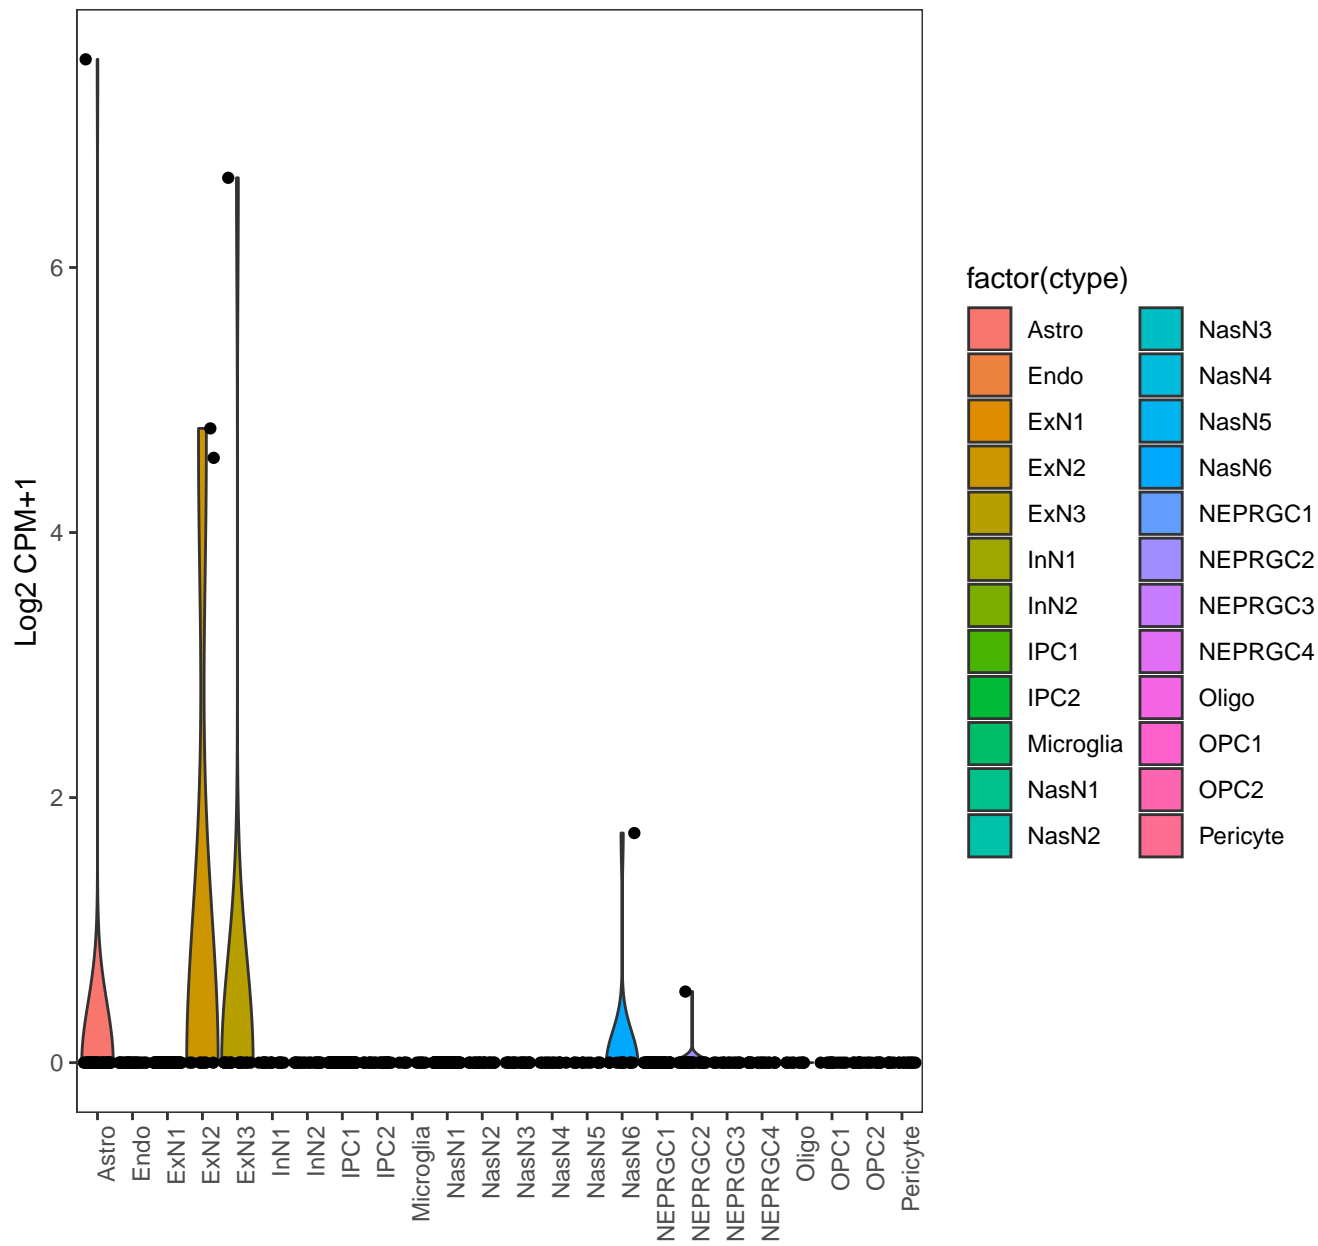 Log2 CPM+1
6
4
2
0
Astro
Endo
ExN1
ExN2
ExN3
InN1
InN2
IPC1
IPC2
Microglia
NasN1
NasN2
NasN3
NasN4
NasN5
NasN6
NEPRGC1
NEPRGC2
NEPRGC3
NEPRGC4
Oligo
OPC1
OPC2
Pericyte
factor(ctype)
Astro
Endo
ExN1
ExN2
ExN3
InN1
InN2
IPC1
IPC2
Microglia
NasN1
NasN2
NasN3
NasN4
NasN5
NasN6
NEPRGC1
NEPRGC2
NEPRGC3
NEPRGC4
Oligo
OPC1
OPC2
Pericyte